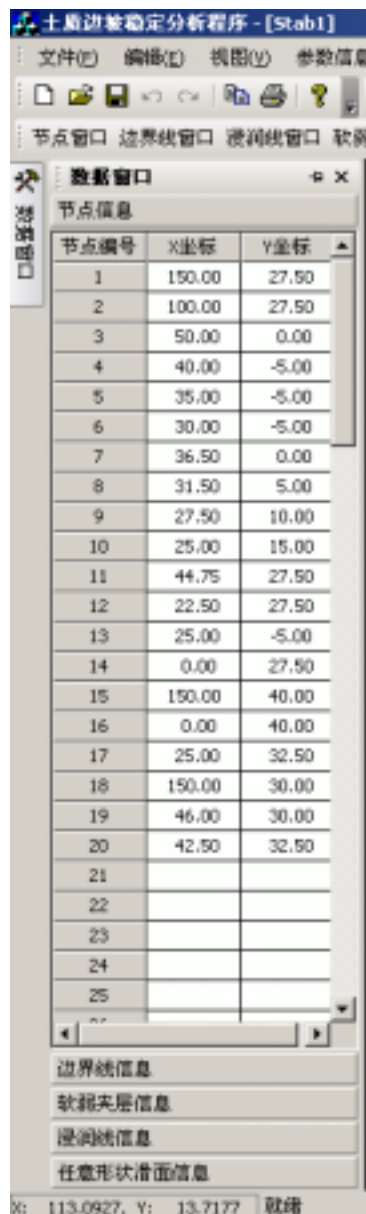 土质边坡稳定分析程序 - [Stab1]
文件(F) 编辑(E) 视图(V) 参数信息
节点窗口 边界线窗口 浸润线窗口 软弱
数据窗口
数据窗口
节点信息
节点编号 X坐标 Y坐标
1 150.00 27.50
2 100.00 27.50
3 50.00 0.00
4 40.00 -5.00
5 35.00 -5.00
6 30.00 -5.00
7 36.50 0.00
8 31.50 5.00
9 27.50 10.00
10 25.00 15.00
11 44.75 27.50
12 22.50 27.50
13 25.00 -5.00
14 0.00 27.50
15 150.00 40.00
16 0.00 40.00
17 25.00 32.50
18 150.00 30.00
19 46.00 30.00
20 42.50 32.50
21
22
23
24
25
边界线信息
软弱夹层信息
浸润线信息
任意形状滑面信息
X: 113.0927, Y: 13.7177 就绪